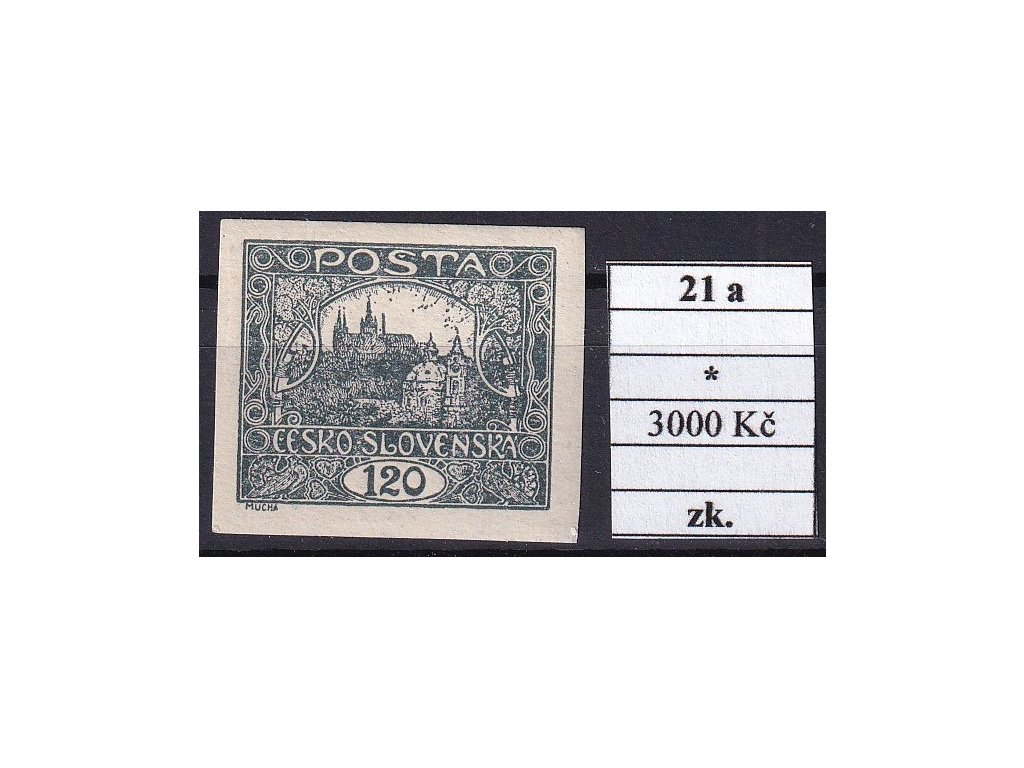 POSTA
ČESKO-SLOVENSKÁ
120
MUCHA
21 a
*
3000 Kč
zk.